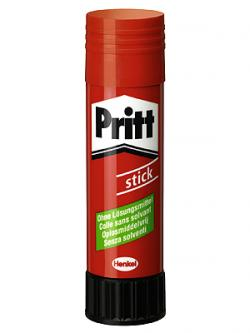 Pritt
stick
Ohne Lösungsmittel
Colle sans solvant
Oplosmiddelvrij
Senza solventi
Henkel